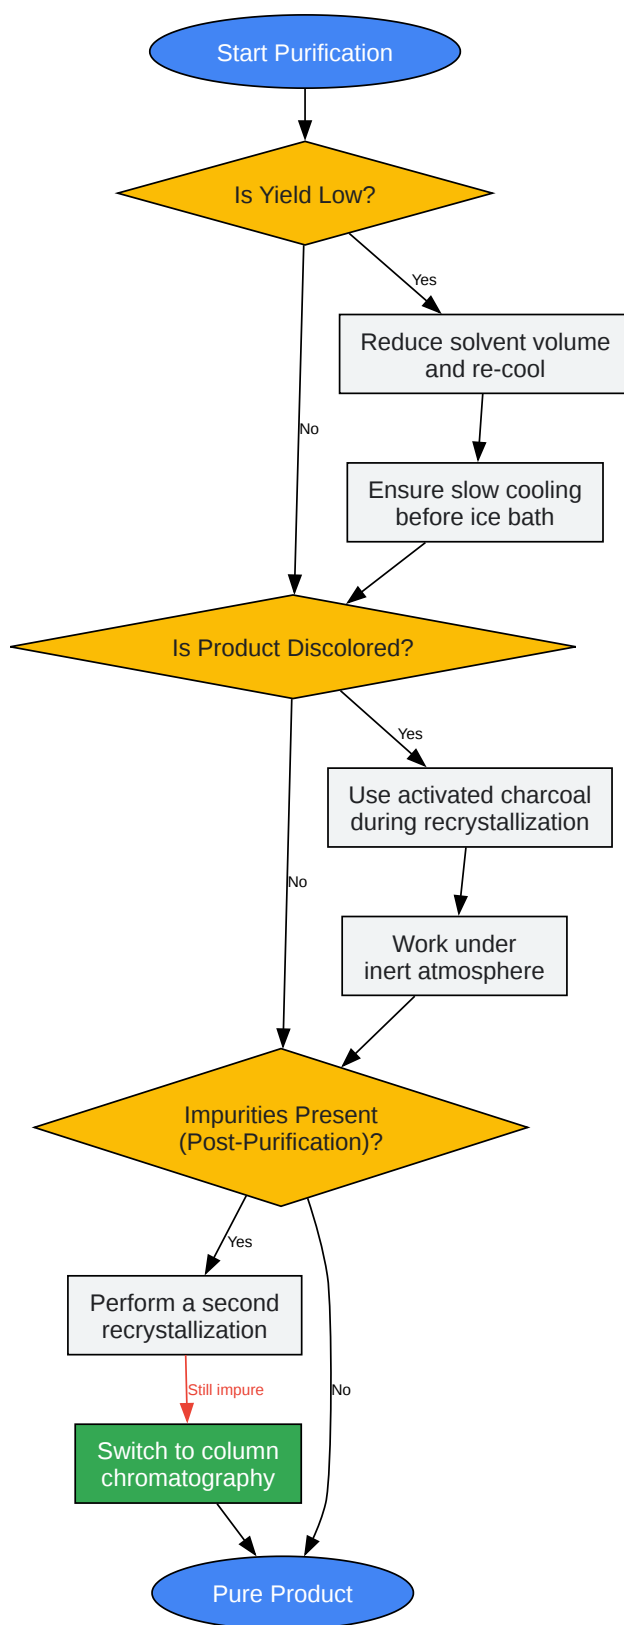 Start Purification
Is Yield Low?
Yes
Reduce solvent volume
and re-cool
No
Ensure slow cooling
before ice bath
Is Product Discolored?
Yes
Use activated charcoal
during recrystallization
No
Work under
inert atmosphere
Impurities Present
(Post-Purification)?
Yes
Perform a second
recrystallization
Still impure
No
Switch to column
chromatography
Pure Product